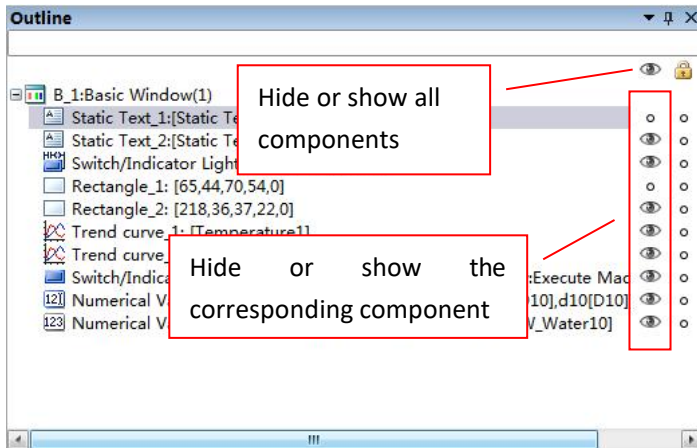 Outline
B_1:Basic Window(1)
Hide or show all
components
Static Text_1:[Static Te
Static Text_2:[Static Te
Switch/Indicator Light
Rectangle_1: [65,44,70,54,0]
Rectangle_2: [218,36,37,22,0]
Trend curve_1: [Temperature1]
Trend curve_
Hide or show the
corresponding component
Switch/Indica :Execute Mac
Numerical V 10],d10[D10]
Numerical V _Water10]